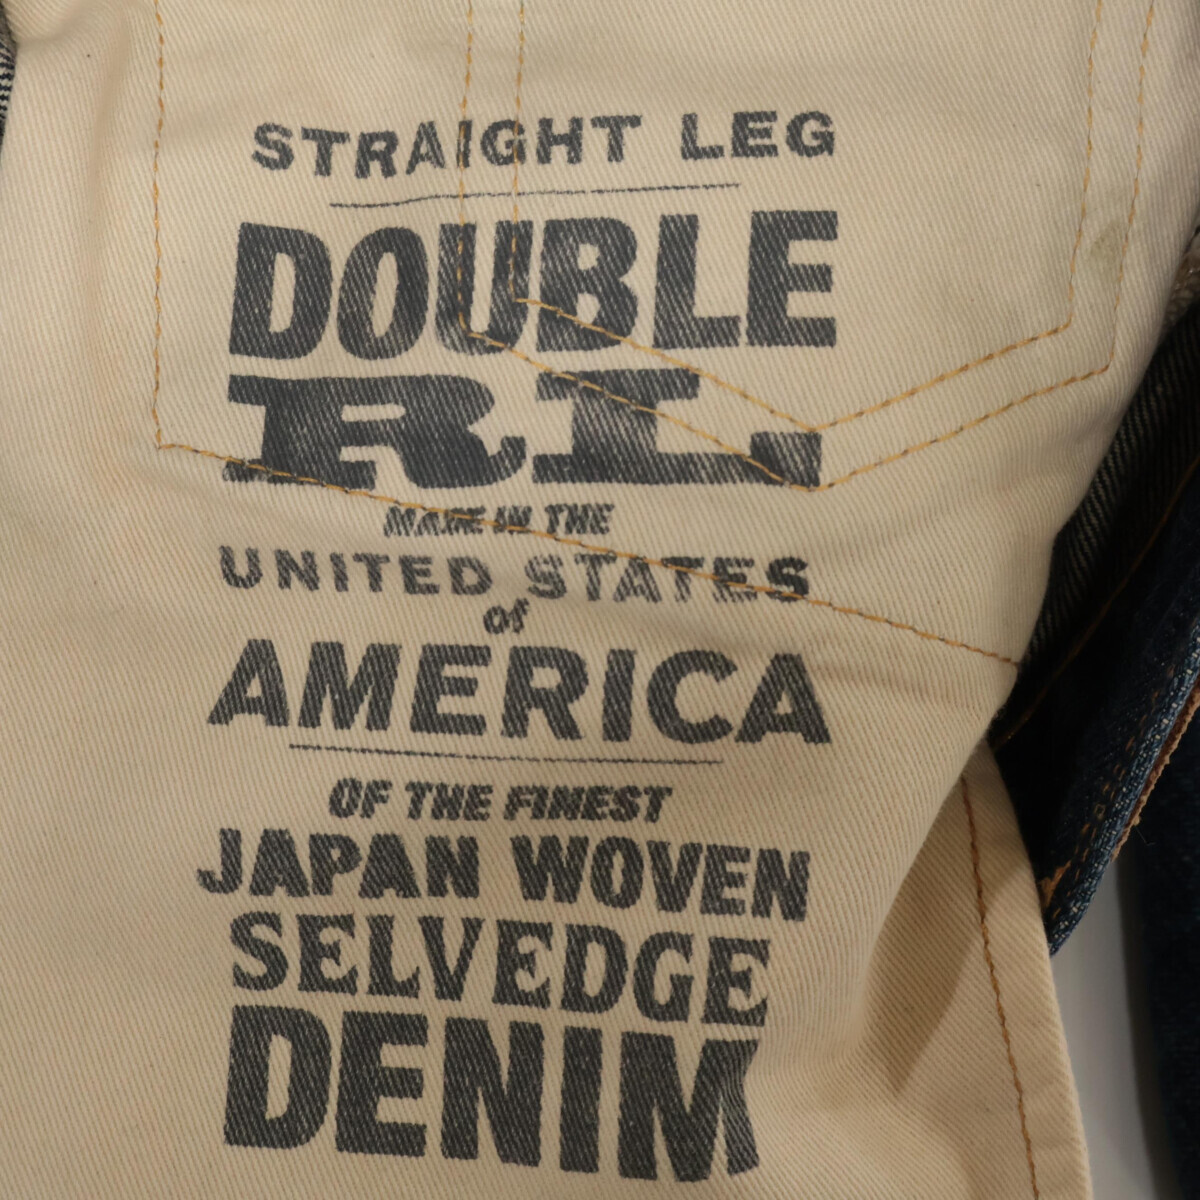 STRAIGHT LEG
DOUBLE
RL
MADE IN THE
UNITED STATES
of
AMERICA
OF THE FINEST
JAPAN WOVEN
SELVEDGE
DENIM